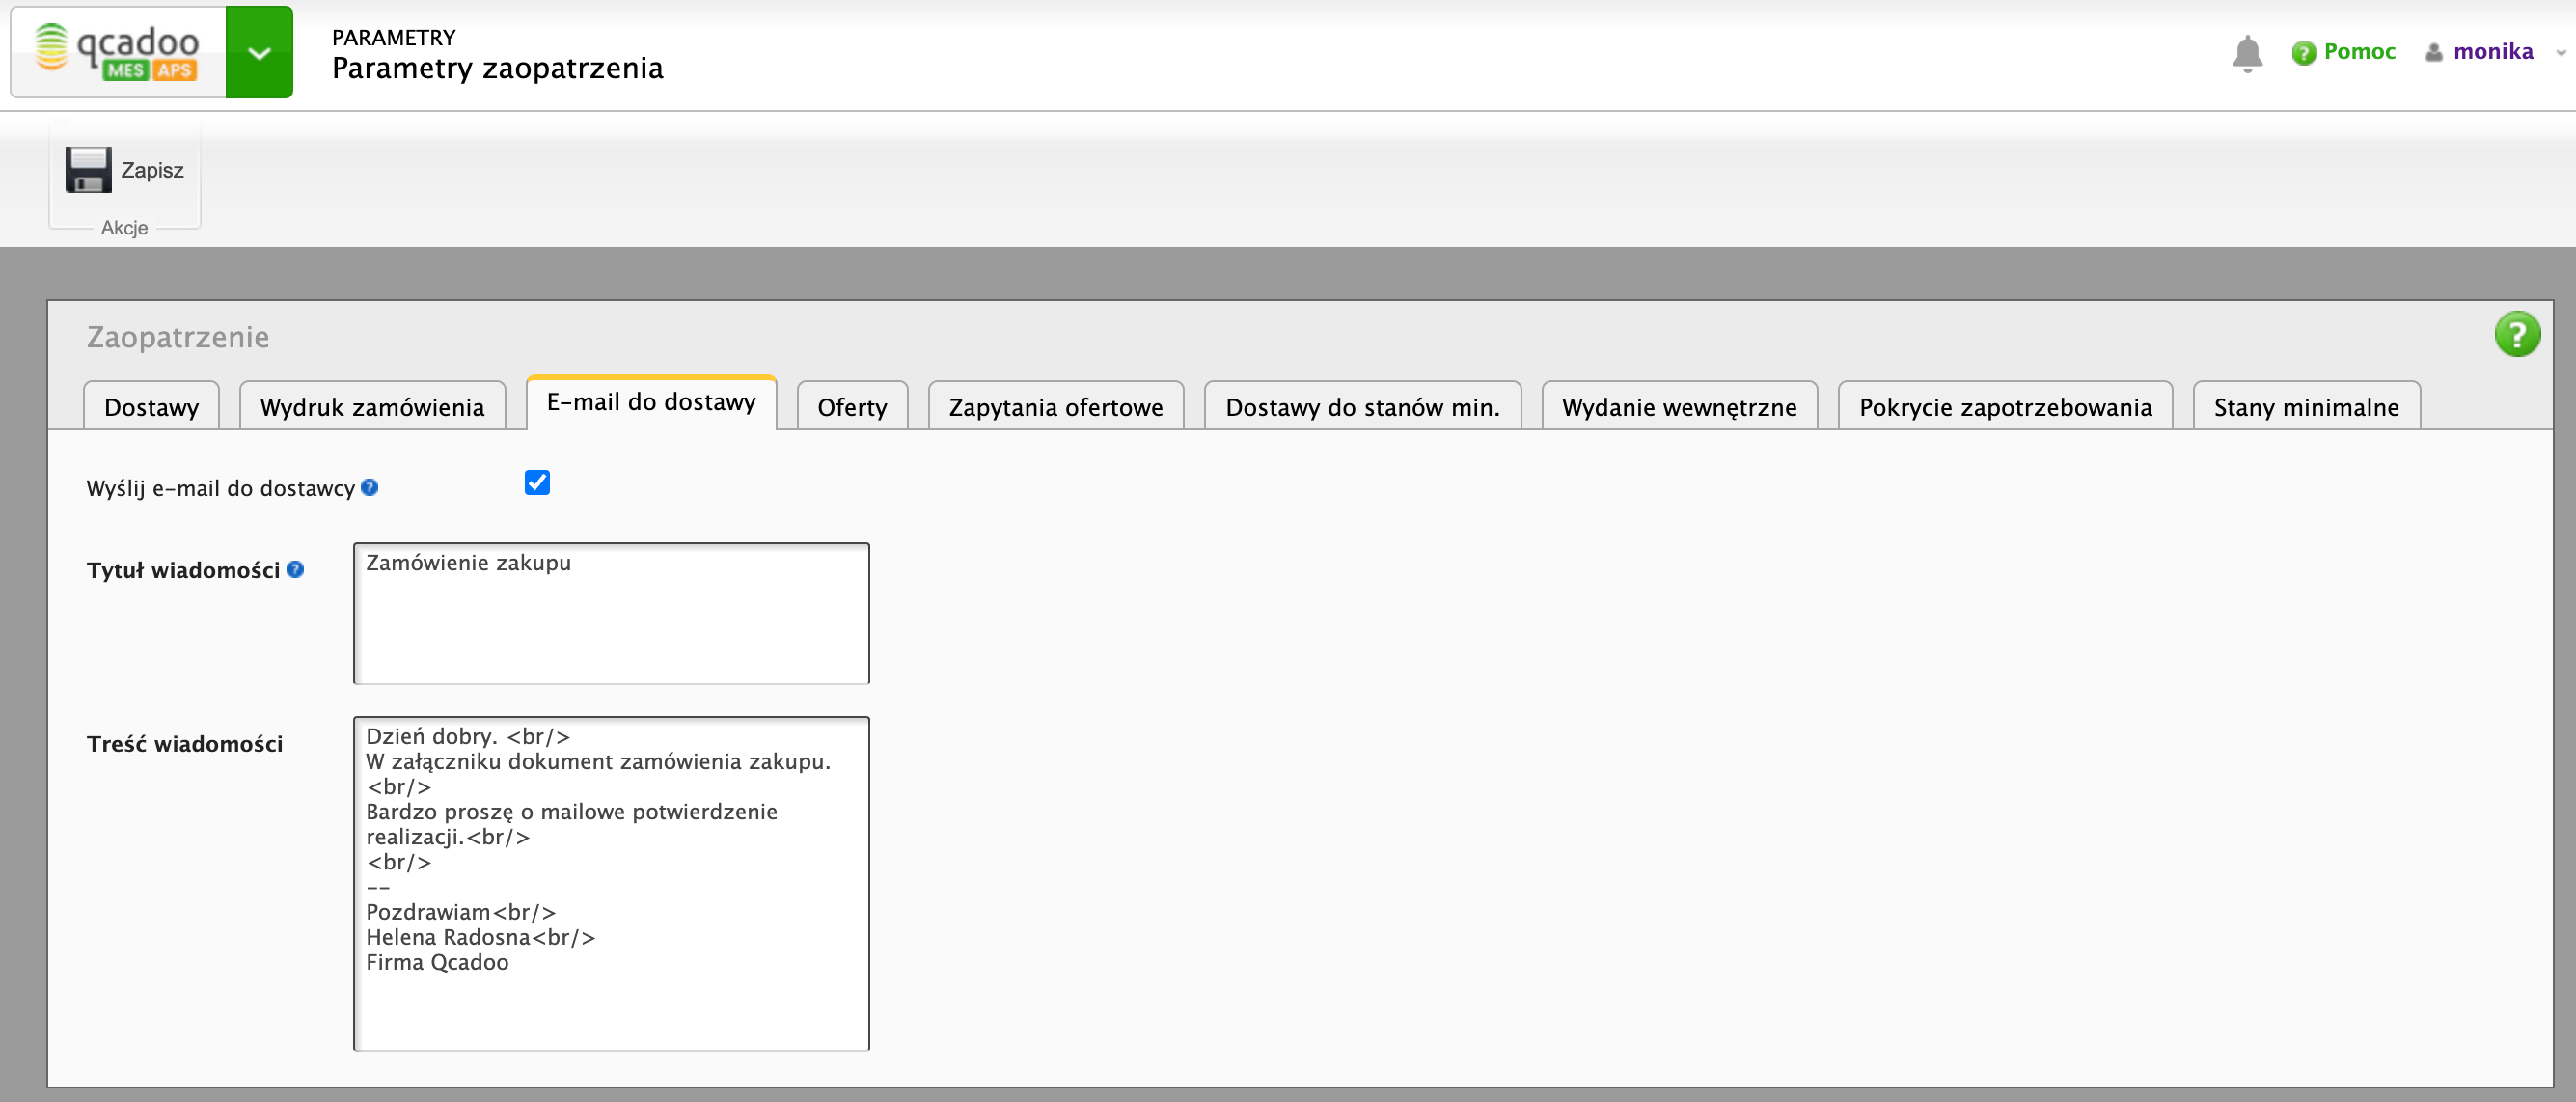 qcadoo
MES APS
PARAMETRY
Parametry zaopatrzenia
? Pomoc
monika
Zapisz
Akcje
Zaopatrzenie
?
Dostawy
Wydruk zamówienia
E-mail do dostawy
Oferty
Zapytania ofertowe
Dostawy do stanów min.
Wydanie wewnętrzne
Pokrycie zapotrzebowania
Stany minimalne
Wyślij e-mail do dostawcy ?
Tytuł wiadomości ?
Zamówienie zakupu
Treść wiadomości
Dzień dobry. <br/>
W załączniku dokument zamówienia zakupu.
<br/>
Bardzo proszę o mailowe potwierdzenie
realizacji.<br/>
<br/>
--
Pozdrawiam<br/>
Helena Radosna<br/>
Firma Qcadoo